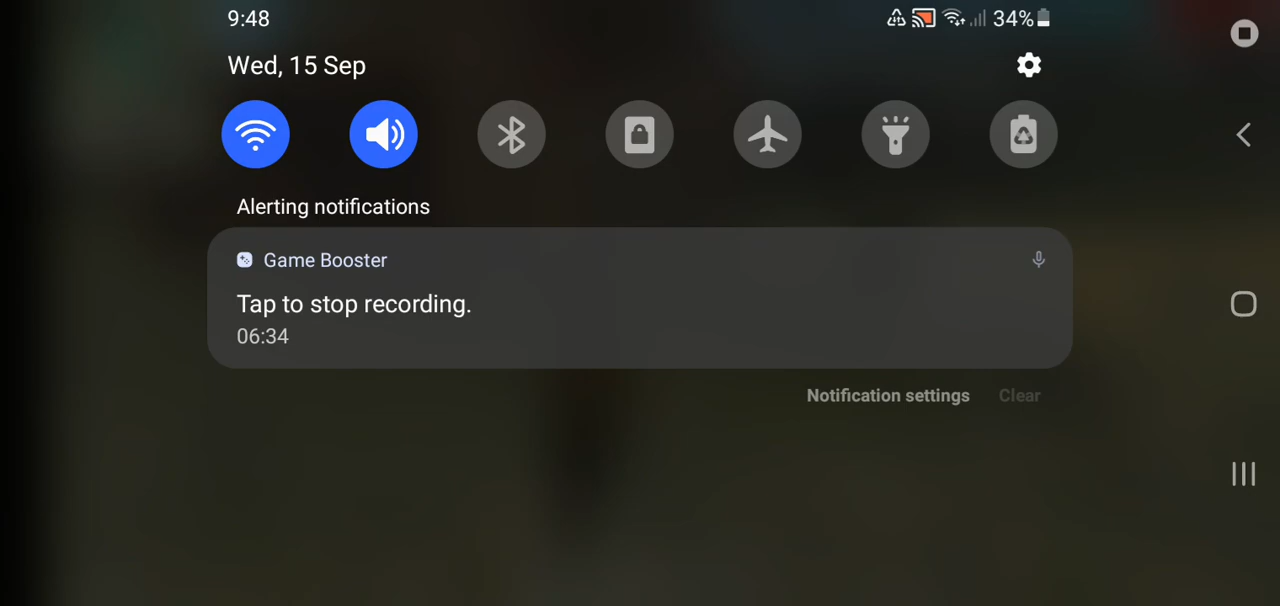 9:48
34%
Wed, 15 Sep
Alerting notifications
Game Booster
Tap to stop recording.
06:34
Notification settings
Clear